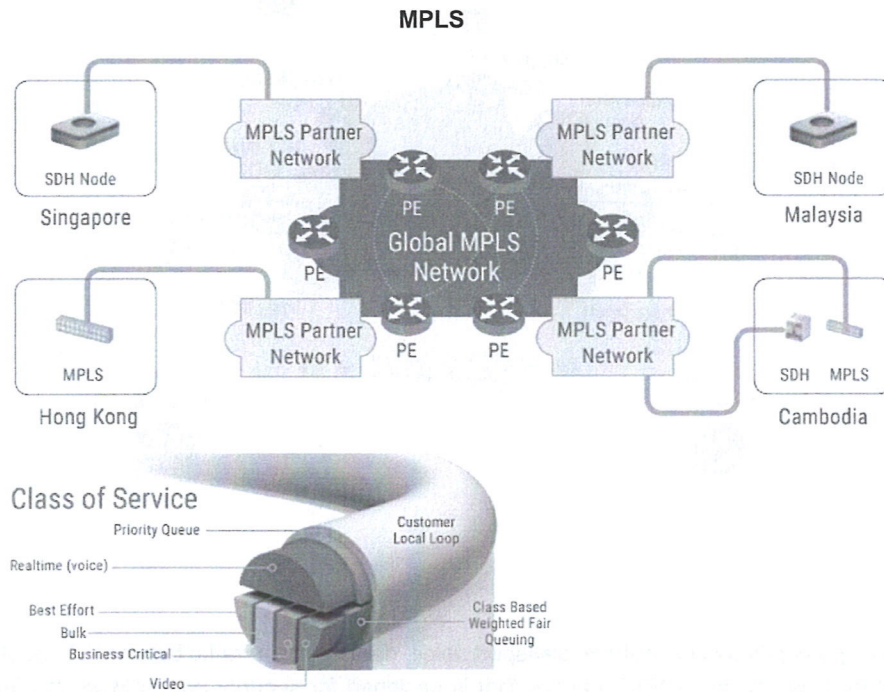 MPLS
MPLS Partner
Network
SDH Node
Singapore
MPLS Partner
Network
SDH Node
Malaysia
PE
PE
PE
PE
Global MPLS
Network
MPLS Partner
Network
MPLS
Hong Kong
PE
PE
MPLS Partner
Network
SDH
MPLS
Cambodia
Class of Service
Priority Queue
Customer
Local Loop
Realtime (voice)
Best Effort
Bulk
Business Critical
Video
Class Based
Weighted Fair
Queuing